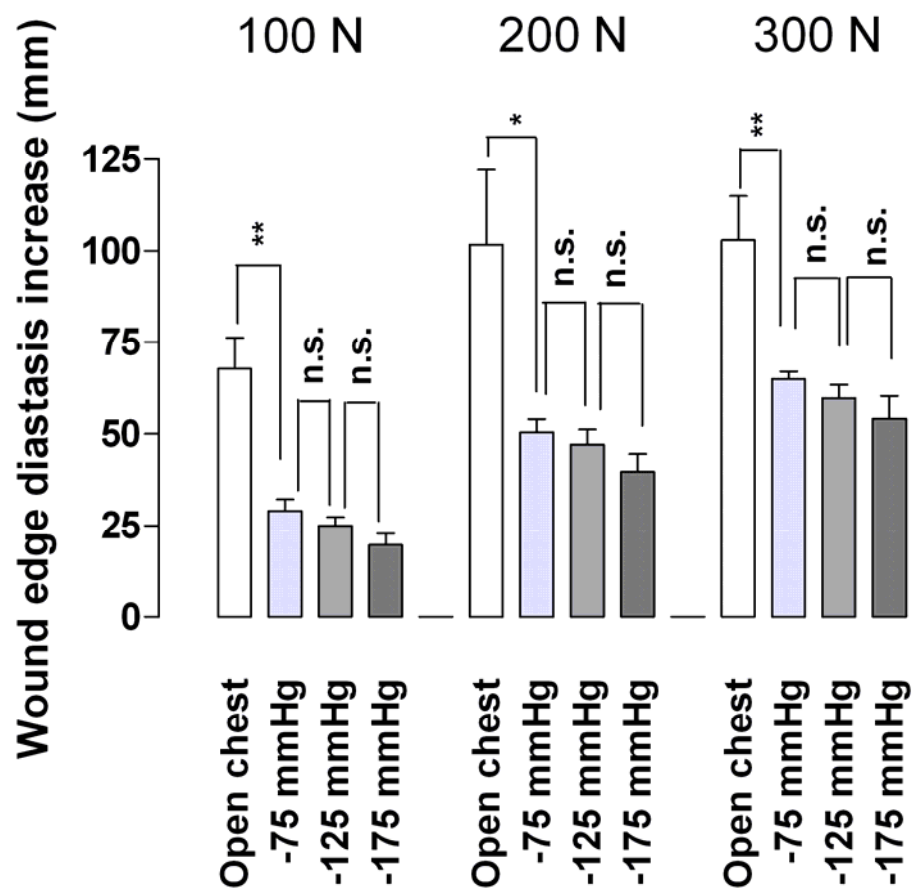 100 N
200 N
300 N
Wound edge diastasis increase (mm)
125
100
75
50
25
0
**
n.s.
n.s.
*
n.s.
n.s.
**
n.s.
n.s.
Open chest
-75 mmHg
-125 mmHg
-175 mmHg
Open chest
-75 mmHg
-125 mmHg
-175 mmHg
Open chest
-75 mmHg
-125 mmHg
-175 mmHg